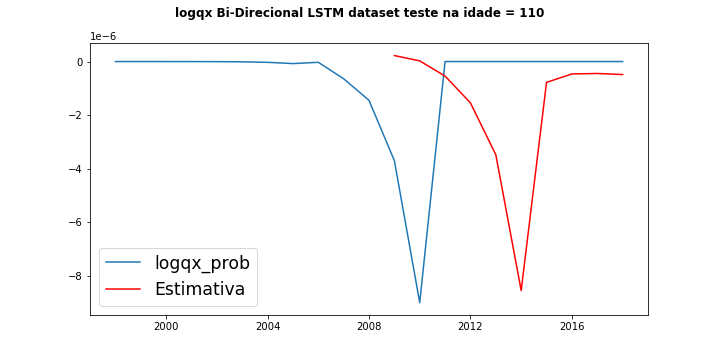 logqx Bi-Direcional LSTM dataset teste na idade = 110
1e−6
0
−2
−4
−6
−8
logqx_prob
Estimativa
2000 2004 2008 2012 2016